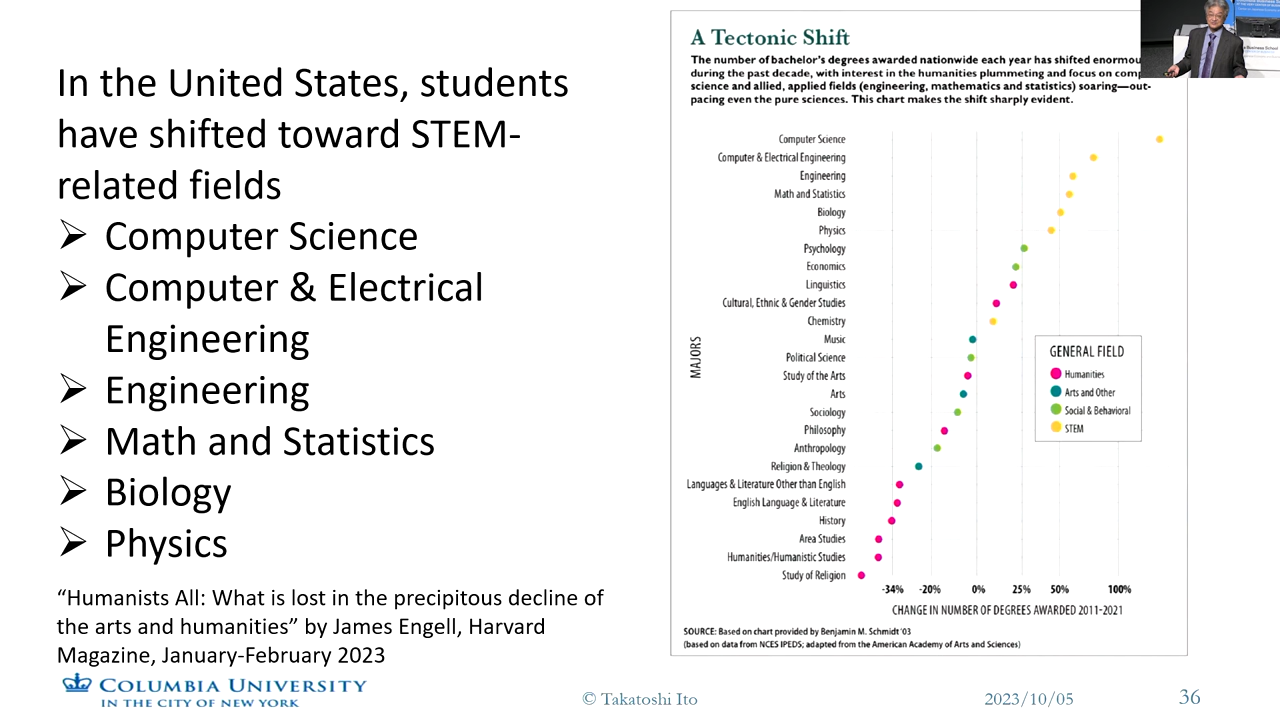 In the United States, students
have shifted toward STEM-
related fields
Computer Science
Computer & Electrical
Engineering
Engineering
Math and Statistics
Biology
Physics
“Humanists All: What is lost in the precipitous decline of
the arts and humanities” by James Engell, Harvard
Magazine, January-February 2023
COLUMBIA UNIVERSITY
IN THE CITY OF NEW YORK
A Tectonic Shift
The number of bachelor's degrees awarded nationwide each year has shifted
during the past decade, with interest in the humanities plummeting and focus on
science and allied, applied fields (engineering, mathematics and statistics) soaring—out-
pacing even the pure sciences. This chart makes the shift sharply evident.
MAJORS
Computer Science
Computer & Electrical Engineering
Engineering
Math and Statistics
Biology
Physics
Psychology
Economics
Linguistics
Cultural, Ethnic & Gender Studies
Chemistry
Music
Political Science
Study of the Arts
Arts
Sociology
Philosophy
Anthropology
Religion & Theology
Languages & Literature Other than English
English Language & Literature
History
Area Studies
Humanities/Humanistic Studies
Study of Religion
GENERAL FIELD
Humanities
Arts and Other
Social & Behavioral
STEM
-34% -20% 0% 25% 50% 100%
CHANGE IN NUMBER OF DEGREES AWARDED 2011-2021
SOURCE: Based on chart provided by Benjamin M. Schmidt '03
(based on data from NCES IPEDS; adapted from the American Academy of Arts and Sciences)
© Takatoshi Ito
2023/10/05
36